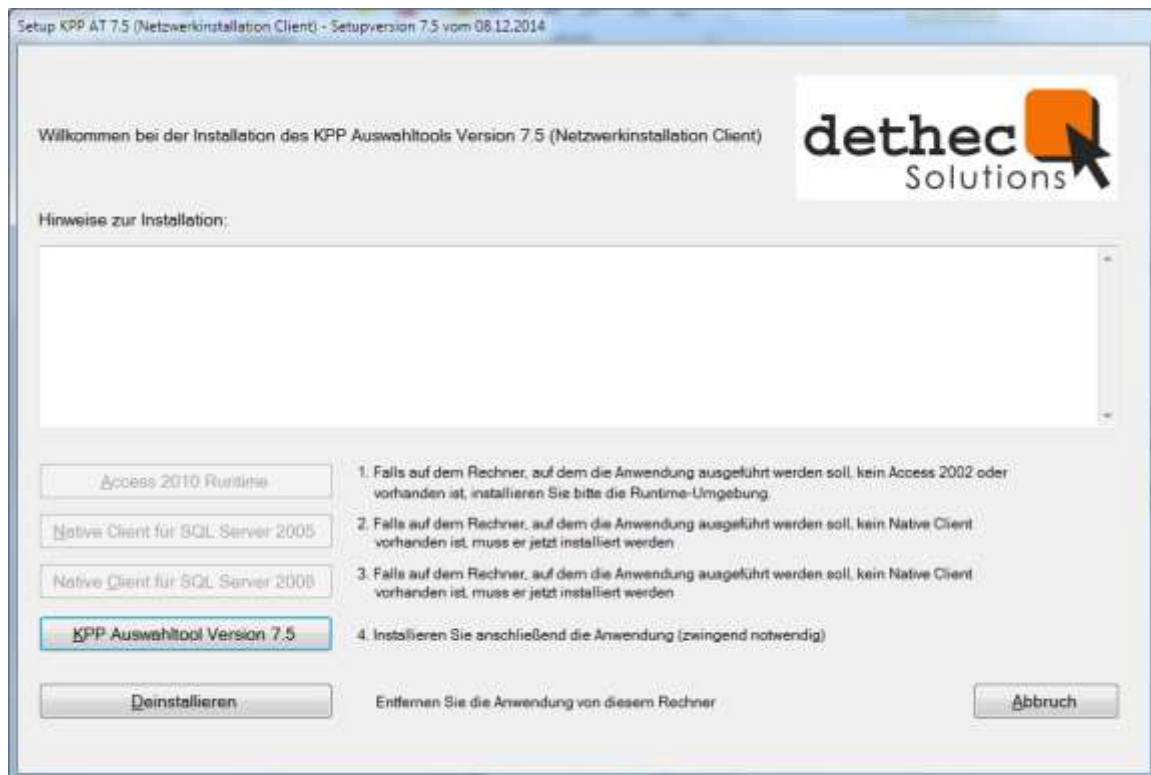 Setup KPP AT 7.5 (Netzwerkinstallation Client) - Setupversion 7.5 vom 08.12.2014
Willkommen bei der Installation des KPP Auswahltools Version 7.5 (Netzwerkinstallation Client)
dethec
Solutions
Hinweise zur Installation:
Access 2010 Runtime
1. Falls auf dem Rechner, auf dem die Anwendung ausgeführt werden soll, kein Access 2002 oder
vorhanden ist, installieren Sie bitte die Runtime-Umgebung.
Native Client für SQL Server 2005
2. Falls auf dem Rechner, auf dem die Anwendung ausgeführt werden soll, kein Native Client
vorhanden ist, muss er jetzt installiert werden
Native Client für SQL Server 2008
3. Falls auf dem Rechner, auf dem die Anwendung ausgeführt werden soll, kein Native Client
vorhanden ist, muss er jetzt installiert werden
KPP Auswahltool Version 7.5
4. Installieren Sie anschließend die Anwendung (zwingend notwendig)
Deinstallieren
Entfernen Sie die Anwendung von diesem Rechner
Abbruch